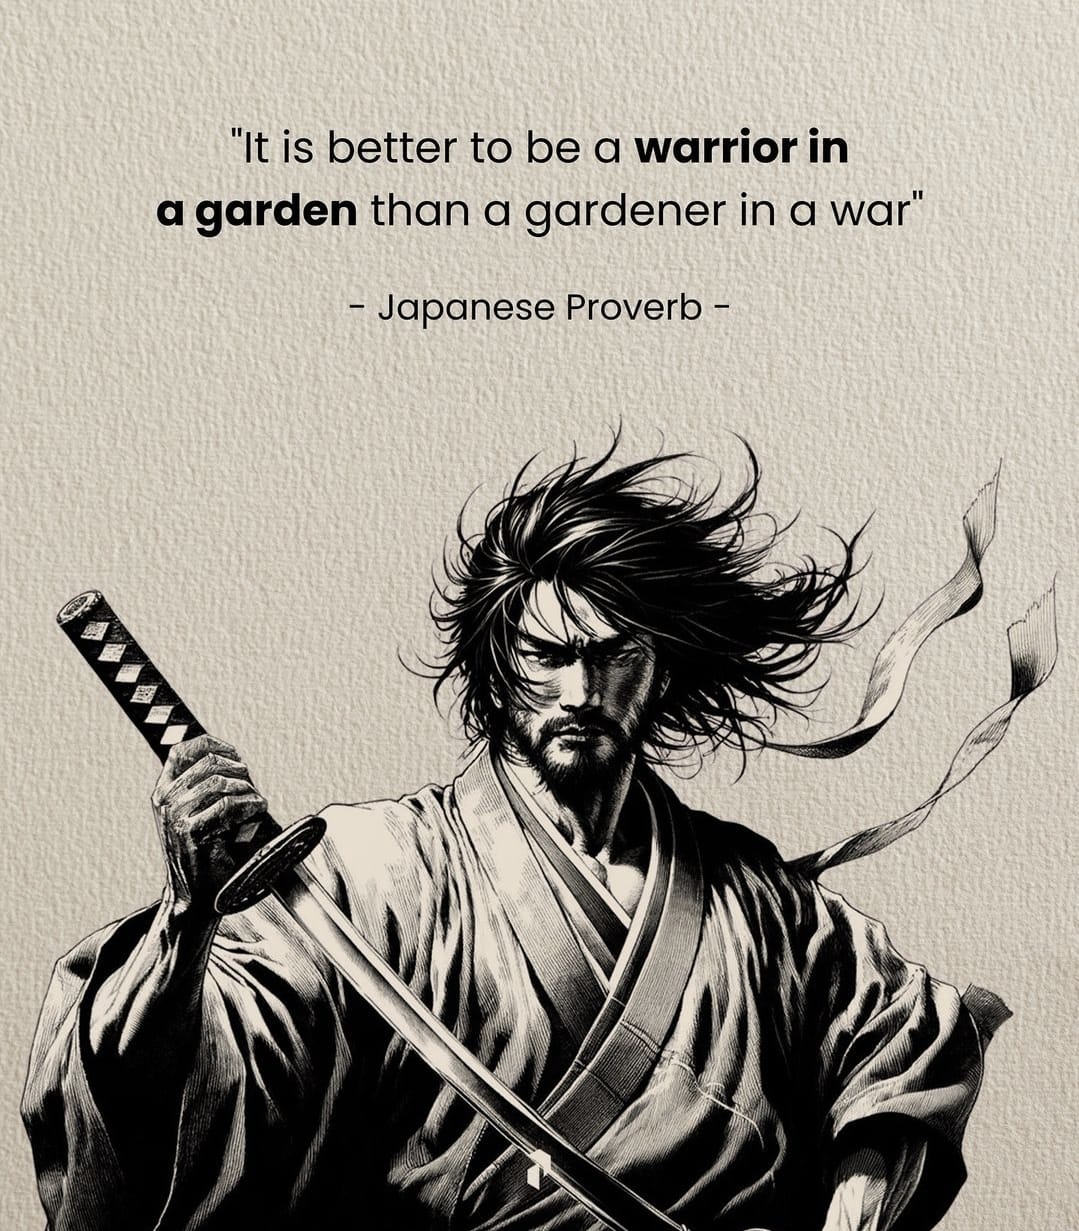 "It is better to be a warrior in
a garden than a gardener in a war"
- Japanese Proverb -